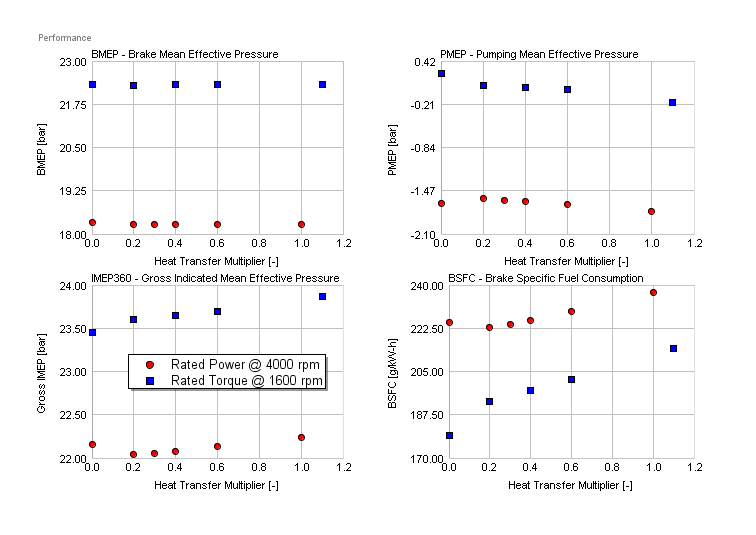 Performance
BMEP - Brake Mean Effective Pressure
23.00
21.75
20.50
19.25
18.00
BMEP [bar]
0.0 0.2 0.4 0.6 0.8 1.0 1.2
Heat Transfer Multiplier [-]
PMEP - Pumping Mean Effective Pressure
0.42
-0.21
-0.84
-1.47
-2.10
PMEP [bar]
0.0 0.2 0.4 0.6 0.8 1.0 1.2
Heat Transfer Multiplier [-]
IMEP360 - Gross Indicated Mean Effective Pressure
24.00
23.50
23.00
22.50
22.00
Gross IMEP [bar]
Rated Power @ 4000 rpm
Rated Torque @ 1600 rpm
0.0 0.2 0.4 0.6 0.8 1.0 1.2
Heat Transfer Multiplier [-]
BSFC - Brake Specific Fuel Consumption
240.00
222.50
205.00
187.50
170.00
BSFC [g/kW-h]
0.0 0.2 0.4 0.6 0.8 1.0 1.2
Heat Transfer Multiplier [-]